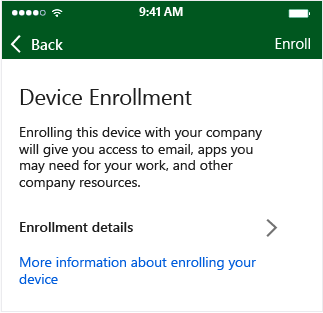 9:41 AM
Back
Enroll
Device Enrollment
Enrolling this device with your company
will give you access to email, apps you
may need for your work, and other
company resources.
Enrollment details
More information about enrolling your
device